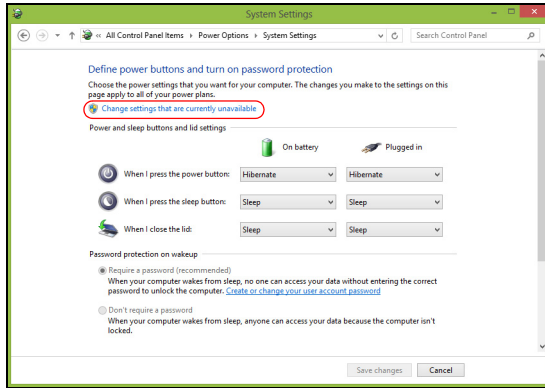 System Settings
« All Control Panel Items ▸ Power Options ▸ System Settings
Search Control Panel
Define power buttons and turn on password protection
Choose the power settings that you want for your computer. The changes you make to the settings on this
page apply to all of your power plans.
Change settings that are currently unavailable
Power and sleep buttons and lid settings
On battery Plugged in
When I press the power button: Hibernate Hibernate
When I press the sleep button: Sleep Sleep
When I close the lid: Sleep Sleep
Password protection on wakeup
Require a password (recommended)
When your computer wakes from sleep, no one can access your data without entering the correct
password to unlock the computer. Create or change your user account password
Don't require a password
When your computer wakes from sleep, anyone can access your data because the computer isn't
locked.
Save changes Cancel